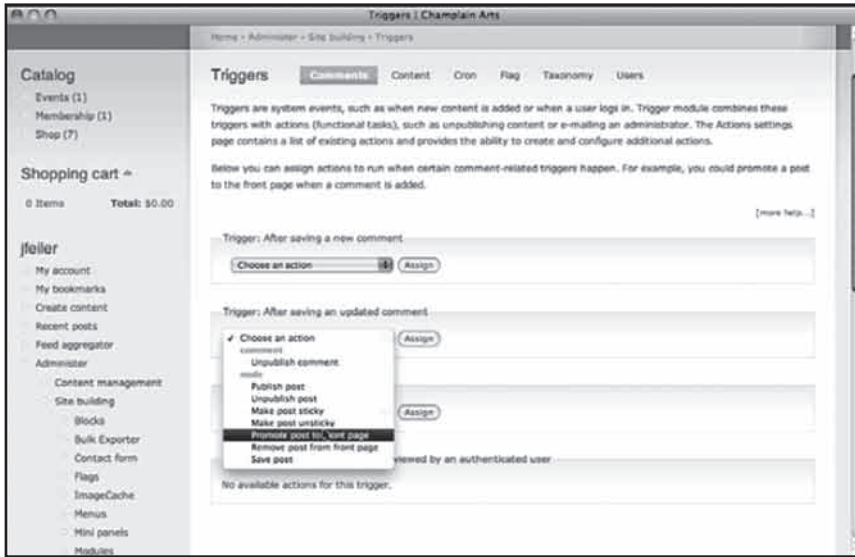 Triggers | Champlain Arts
Home › Administer › Site building › Triggers
Catalog
Events (1)
Membership (1)
Shop (7)
Shopping cart
0 Items Total: $0.00
jfeiler
My account
My bookmarks
Create content
Recent posts
Feed aggregator
Administer
Content management
Site building
Blocks
Bulk Exporter
Contact form
Flags
ImageCache
Menus
Mini panels
Modules
Triggers Comments Content Cron Flag Taxonomy Users
Triggers are system events, such as when new content is added or when a user logs in. Trigger module combines these
triggers with actions (functional tasks), such as unpublishing content or e-mailing an administrator. The Actions settings
page contains a list of existing actions and provides the ability to create and configure additional actions.
Below you can assign actions to run when certain comment-related triggers happen. For example, you could promote a post
to the front page when a comment is added.
[more help...]
Trigger: After saving a new comment
Choose an action Assign
Trigger: After saving an updated comment
✓ Choose an action Assign
comment
Unpublish comment
node
Publish post
Unpublish post
Make post sticky Assign
Make post unsticky
Promote post to front page
Remove post from front page
Save post
viewed by an authenticated user
No available actions for this trigger.